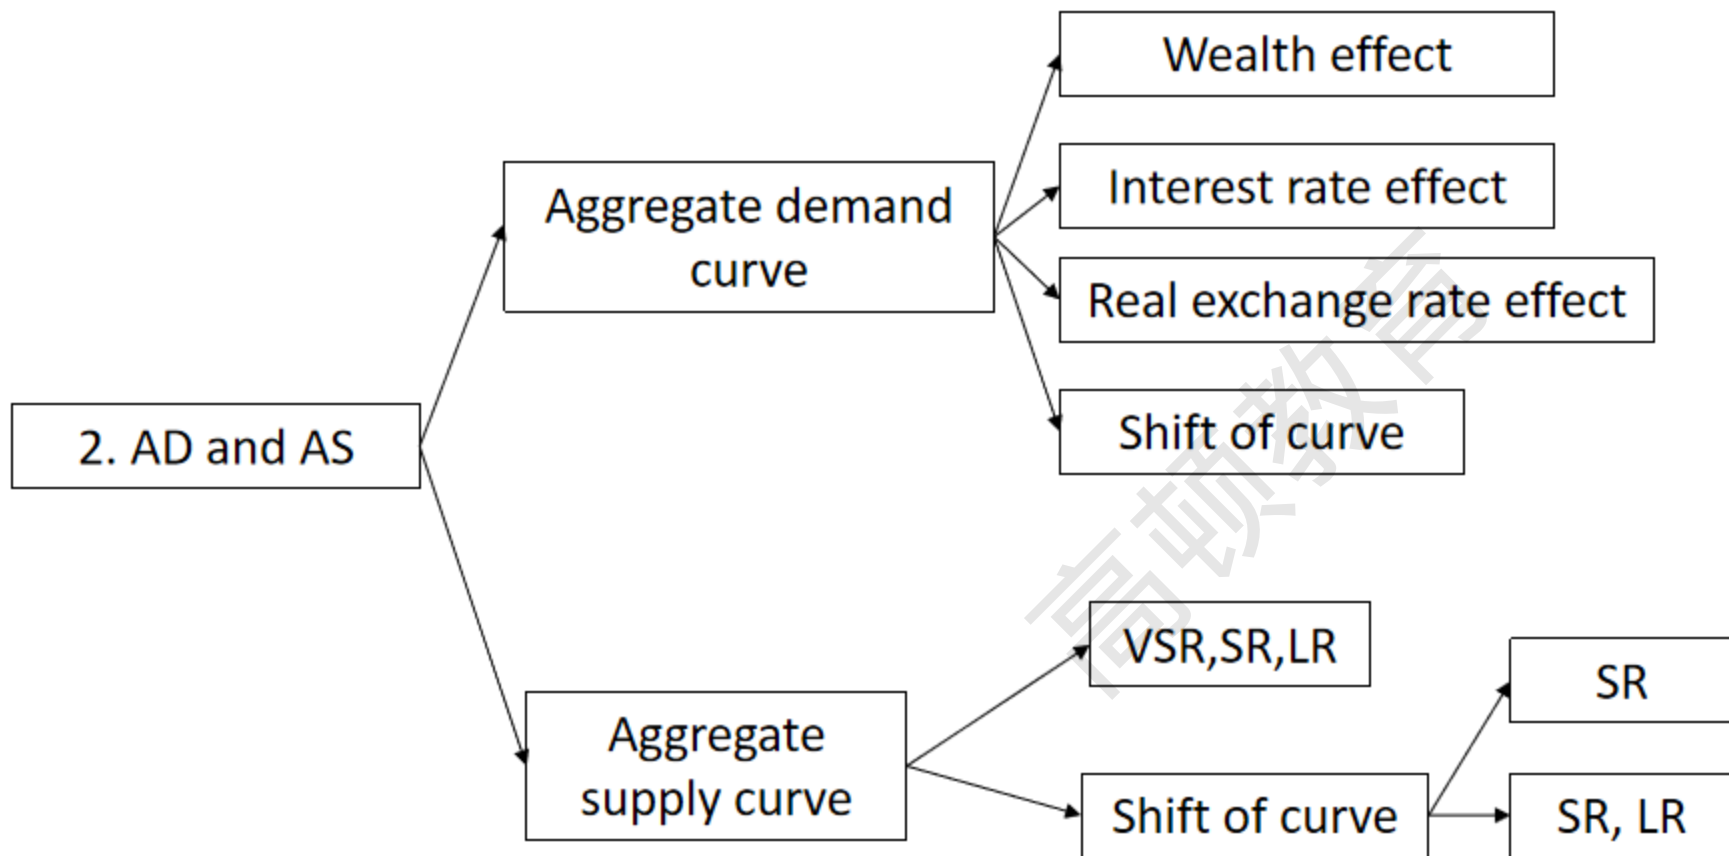 Wealth effect
Interest rate effect
Aggregate demand
curve
Real exchange rate effect
Shift of curve
2. AD and AS
VSR,SR,LR
SR
Aggregate
supply curve
Shift of curve
SR, LR
高顿教育